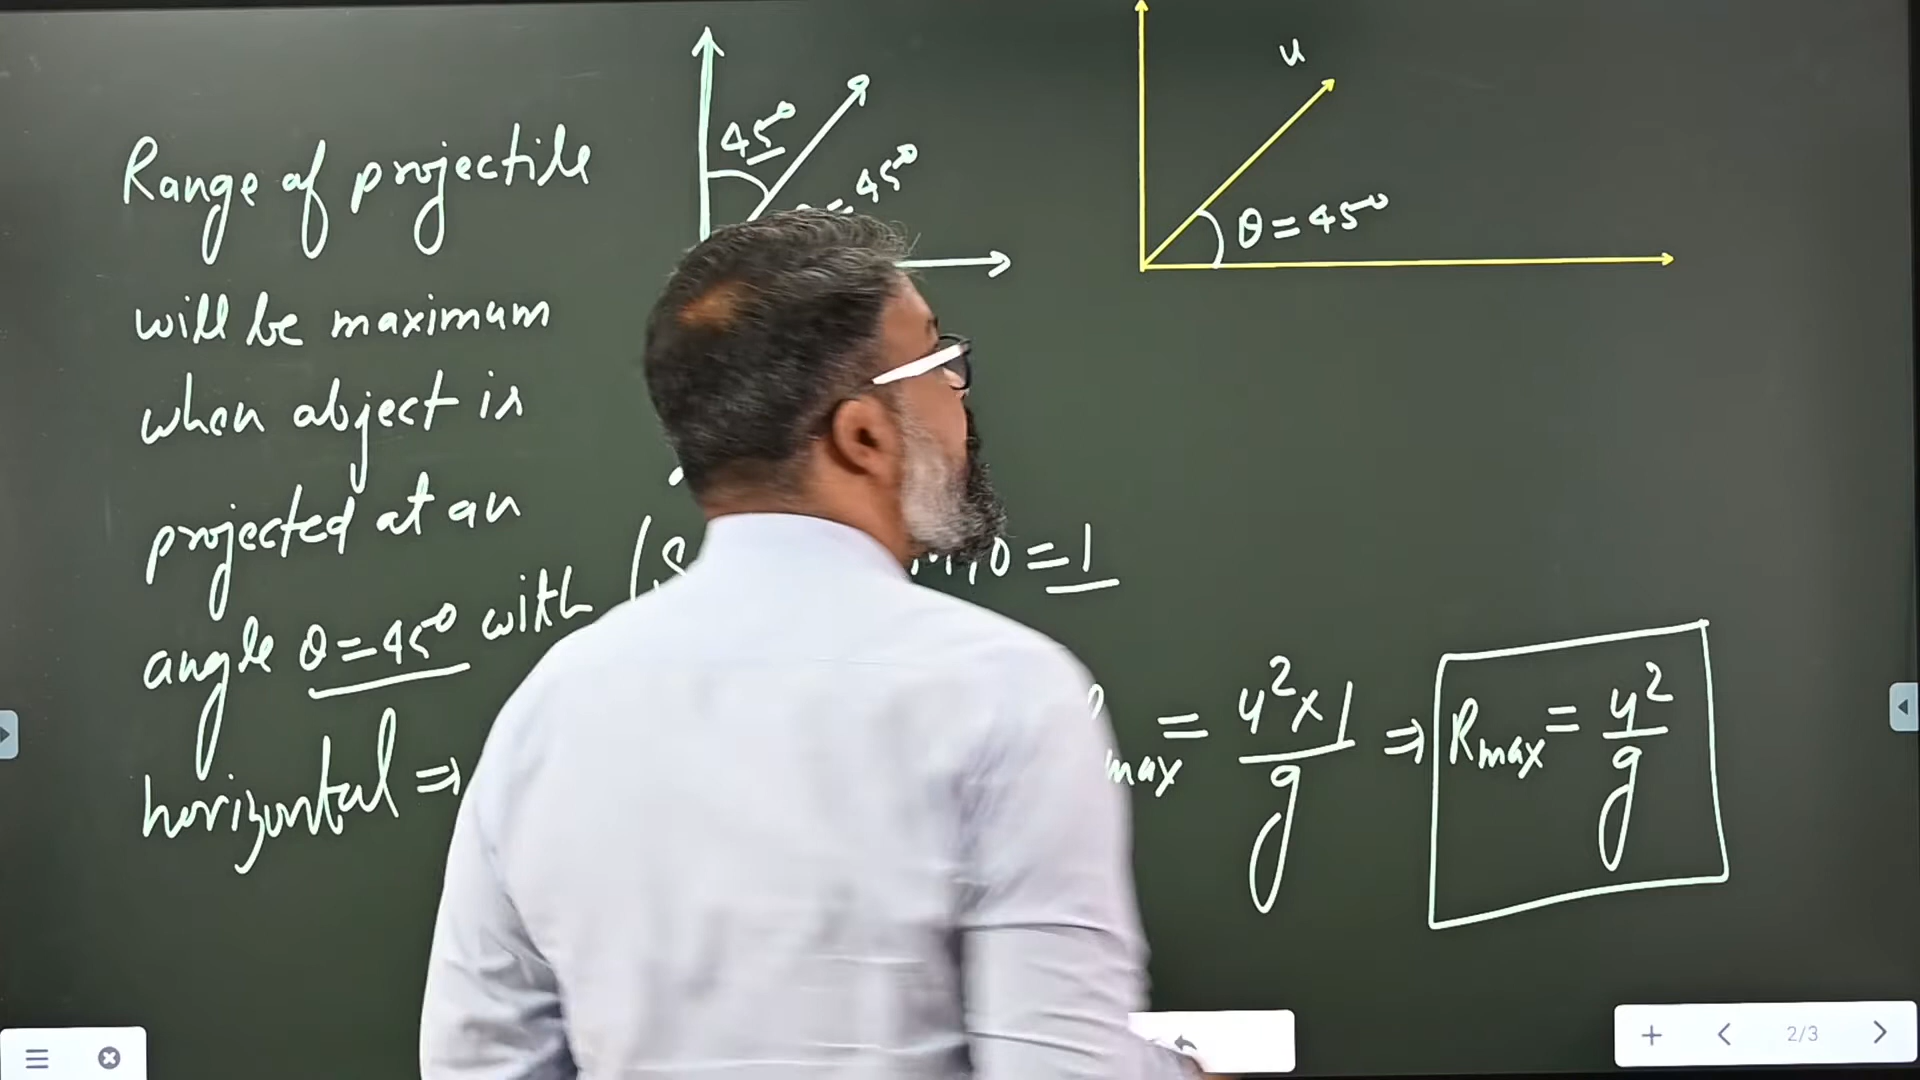 Range of projectile
will be maximum
when object is
projected at an
angle θ=45° with
horizontal ⇒
45°
= 45°
u
θ = 45°
= 1
max = u² × 1 / g ⇒ Rmax = u² / g
2/3